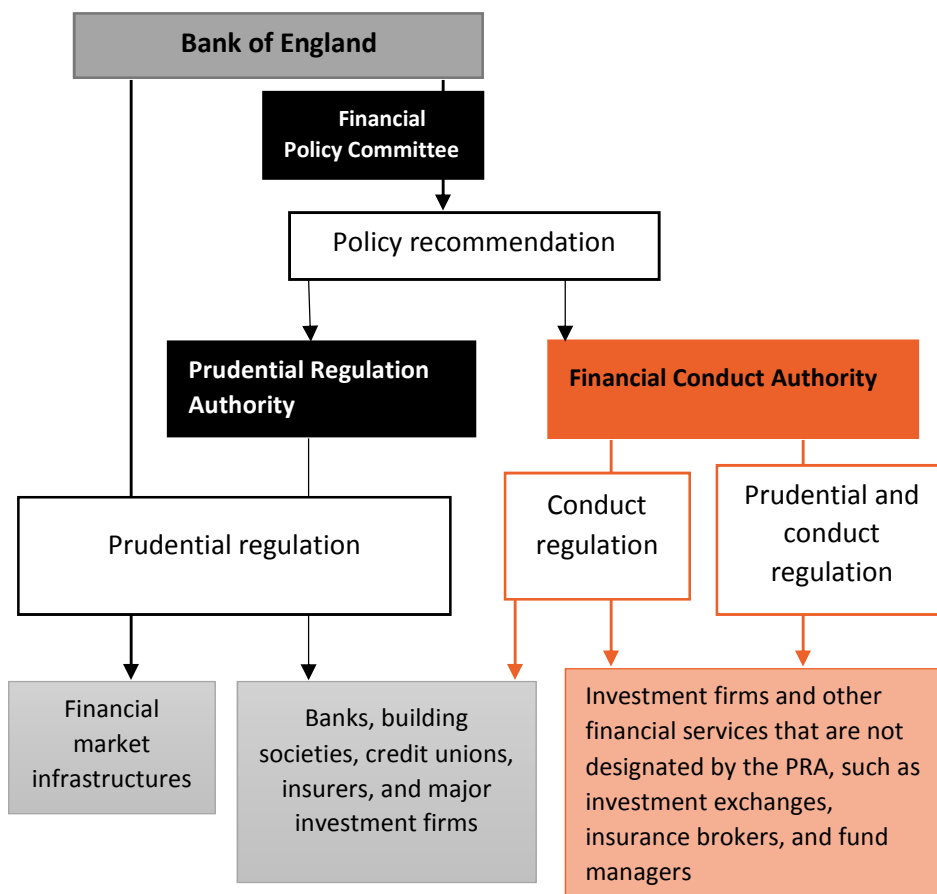 Bank of England
Financial
Policy Committee
Policy recommendation
Prudential Regulation
Authority
Financial Conduct Authority
Prudential regulation
Conduct
regulation
Prudential and
conduct
regulation
Financial
market
infrastructures
Banks, building
societies, credit unions,
insurers, and major
investment firms
Investment firms and other
financial services that are not
designated by the PRA, such as
investment exchanges,
insurance brokers, and fund
managers